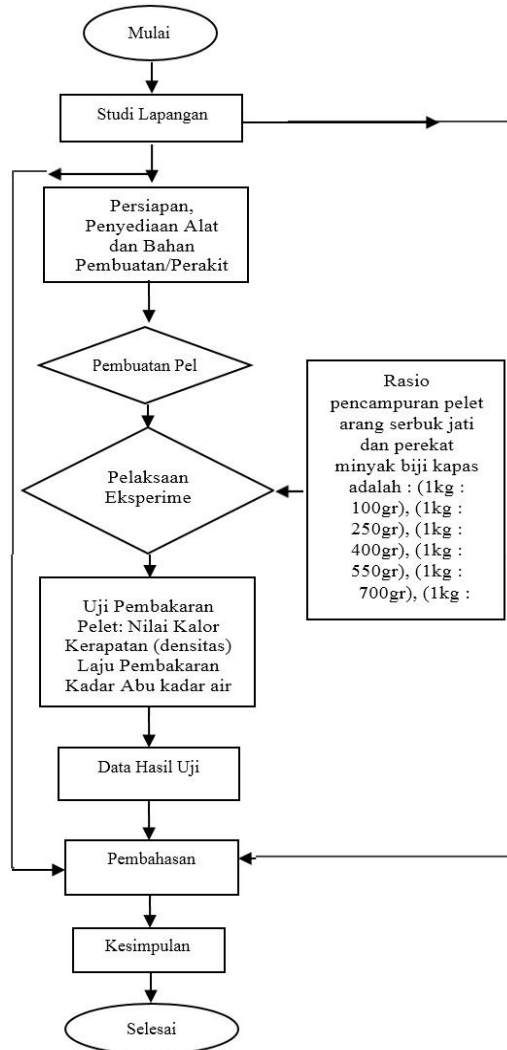 Mulai
Studi Lapangan
Persiapan,
Penyediaan Alat
dan Bahan
Pembuatan/Perakit
Pembuatan Pel
Pelaksaan
Eksperime
Rasio
pencampuran pelet
arang serbuk jati
dan perekat
minyak biji kapas
adalah : (1kg :
100gr), (1kg :
250gr), (1kg :
400gr), (1kg :
550gr), (1kg :
700gr), (1kg :
Uji Pembakaran
Pelet: Nilai Kalor
Kerapatan (densitas)
Laju Pembakaran
Kadar Abu kadar air
Data Hasil Uji
Pembahasan
Kesimpulan
Selesai